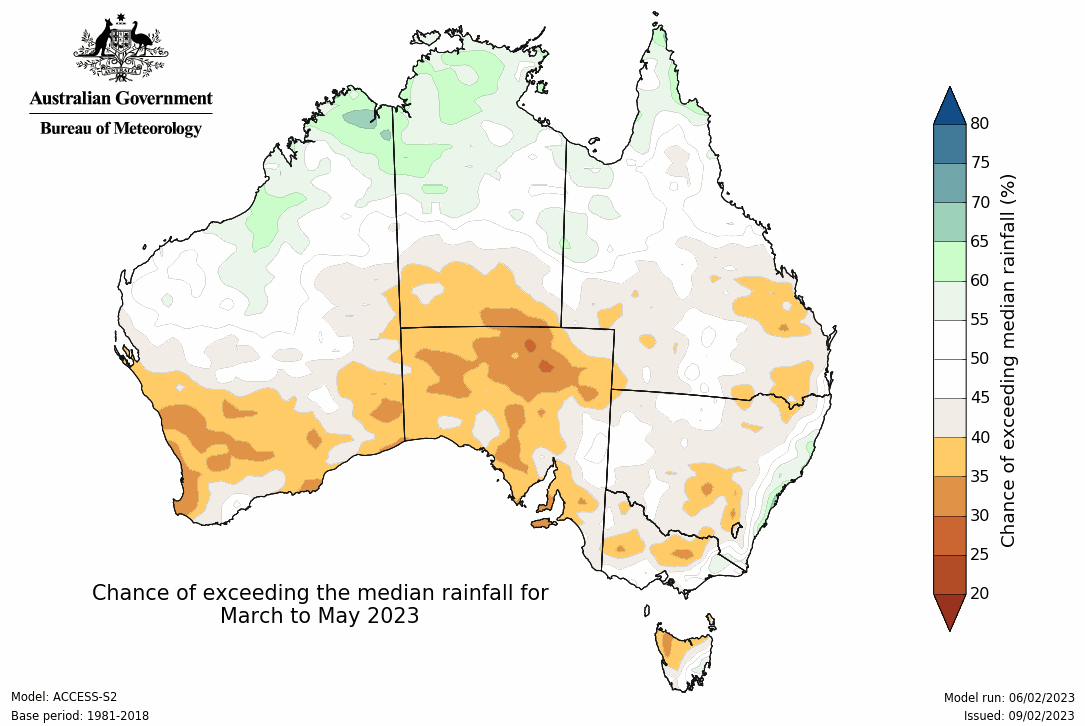 Australian Government
Bureau of Meteorology
80
75
70
65
60
55
50
45
40
35
30
25
20
Chance of exceeding median rainfall (%)
Chance of exceeding the median rainfall for
March to May 2023
Model: ACCESS-S2
Base period: 1981-2018
Model run: 06/02/2023
Issued: 09/02/2023